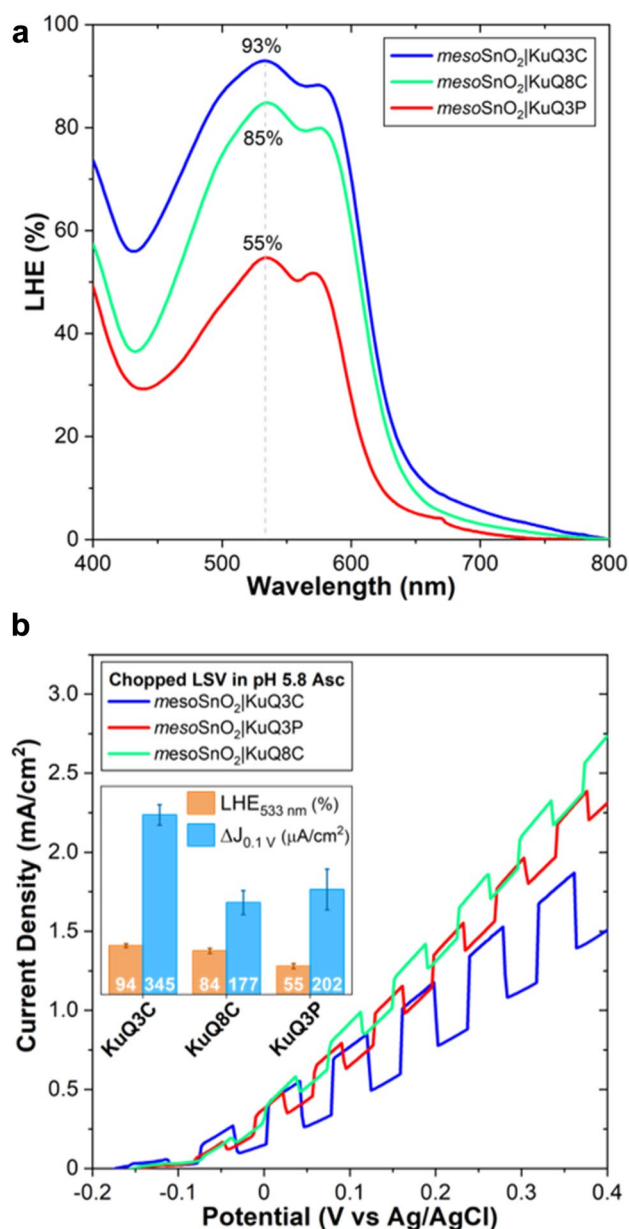 a
93%
85%
55%
mesoSnO₂|KuQ3C
mesoSnO₂|KuQ8C
mesoSnO₂|KuQ3P
LHE (%)
100
80
60
40
20
0
400 500 600 700 800
Wavelength (nm)
b
Chopped LSV in pH 5.8 Asc
mesoSnO₂|KuQ3C
mesoSnO₂|KuQ3P
mesoSnO₂|KuQ8C
LHE₅₃₃ ₙₘ (%)
ΔJ₀.₁ ᵥ (μA/cm²)
94 345 84 177 55 202
KuQ3C KuQ8C KuQ3P
Current Density (mA/cm²)
3.0
2.5
2.0
1.5
1.0
0.5
0
-0.2 -0.1 0 0.1 0.2 0.3 0.4
Potential (V vs Ag/AgCl)